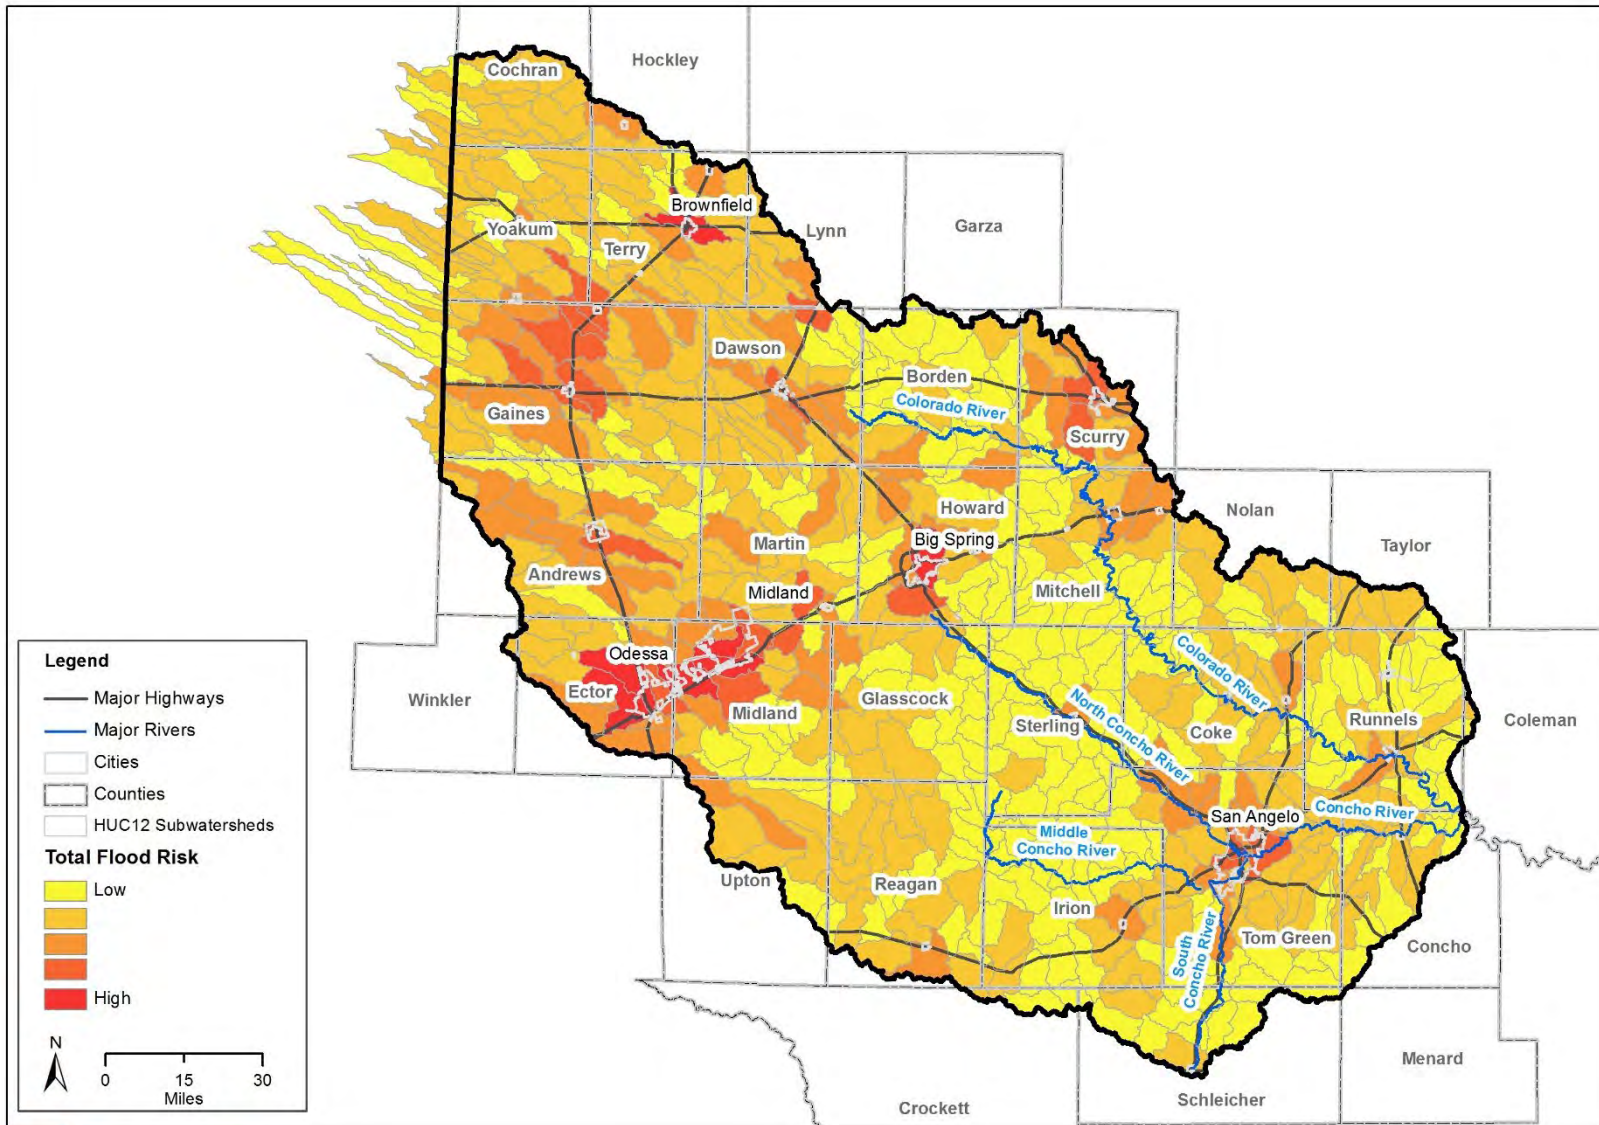 Hockley
Cochran
Brownfield
Yoakum
Terry
Lynn
Garza
Dawson
Borden
Colorado River
Gaines
Scurry
Howard
Nolan
Big Spring
Martin
Taylor
Andrews
Midland
Mitchell
Odessa
Ector
Winkler
Midland
Glasscock
Colorado River
North Concho River
Sterling
Coke
Runnels
Coleman
San Angelo
Concho River
Middle
Concho River
Upton
Reagan
Irion
South
Concho River
Tom Green
Concho
Menard
Schleicher
Crockett
Legend
Major Highways
Major Rivers
Cities
Counties
HUC12 Subwatersheds
Total Flood Risk
Low
High
N
0 15 30
Miles